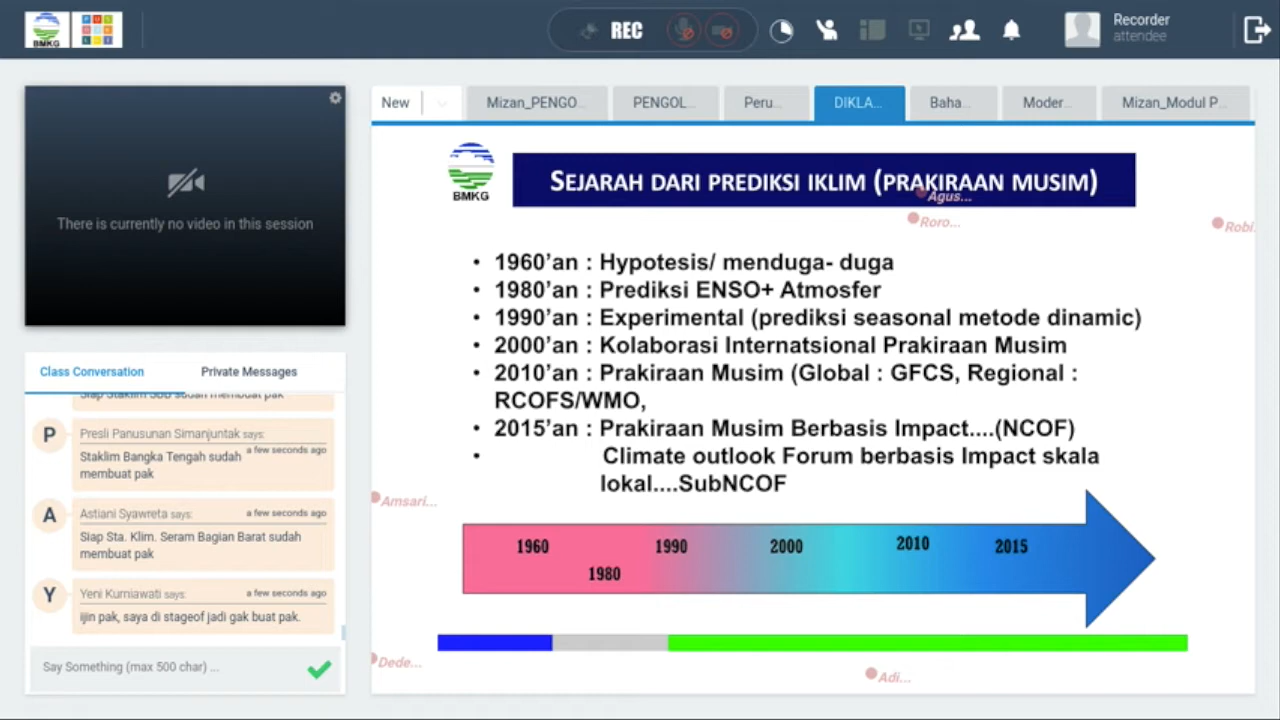 BMKG
REC
Recorder
attendee
There is currently no video in this session
Class Conversation
Private Messages
Siap Staklim SBB sudah membuat pak
P
Presli Panusunan Simanjuntak says:
a few seconds ago
Staklim Bangka Tengah sudah
membuat pak
A
Astiani Syawreta says:
a few seconds ago
Siap Sta. Klim. Seram Bagian Barat sudah
membuat pak
Y
Yeni Kurniawati says:
a few seconds ago
ijin pak, saya di stageof jadi gak buat pak.
Say Something (max 500 char) ...
New
Mizan_PENGO...
PENGOL...
Peru...
DIKLA...
Baha...
Moder...
Mizan_Modul P...
BMKG
SEJARAH DARI PREDIKSI IKLIM (PRAKIRAAN MUSIM)
Agus...
Roro...
Robi
• 1960’an : Hypotesis/ menduga- duga
• 1980’an : Prediksi ENSO+ Atmosfer
• 1990’an : Experimental (prediksi seasonal metode dinamic)
• 2000’an : Kolaborasi Internatsional Prakiraan Musim
• 2010’an : Prakiraan Musim (Global : GFCS, Regional :
RCOFS/WMO,
• 2015’an : Prakiraan Musim Berbasis Impact....(NCOF)
• Climate outlook Forum berbasis Impact skala
lokal....SubNCOF
Amsari...
1960
1980
1990
2000
2010
2015
Dede...
Adi...